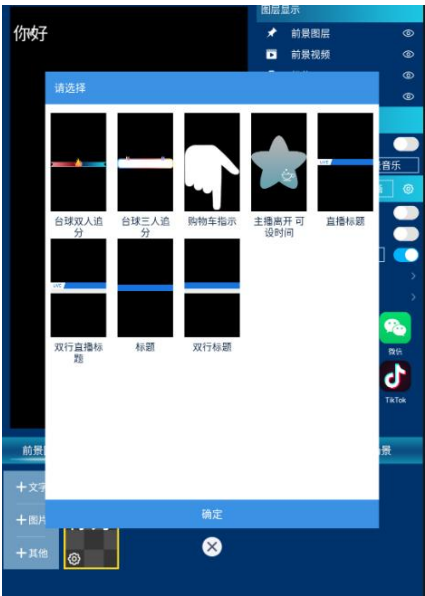 图层显示
你好
前景图层
前景视频
请选择
音乐
台球双人追
分
台球三人追
分
购物车指示
主播离开 可
设时间
直播标题
双行直播标
题
标题
双行标题
微信
TikTok
前景
景
+文字
+图片
+其他
确定